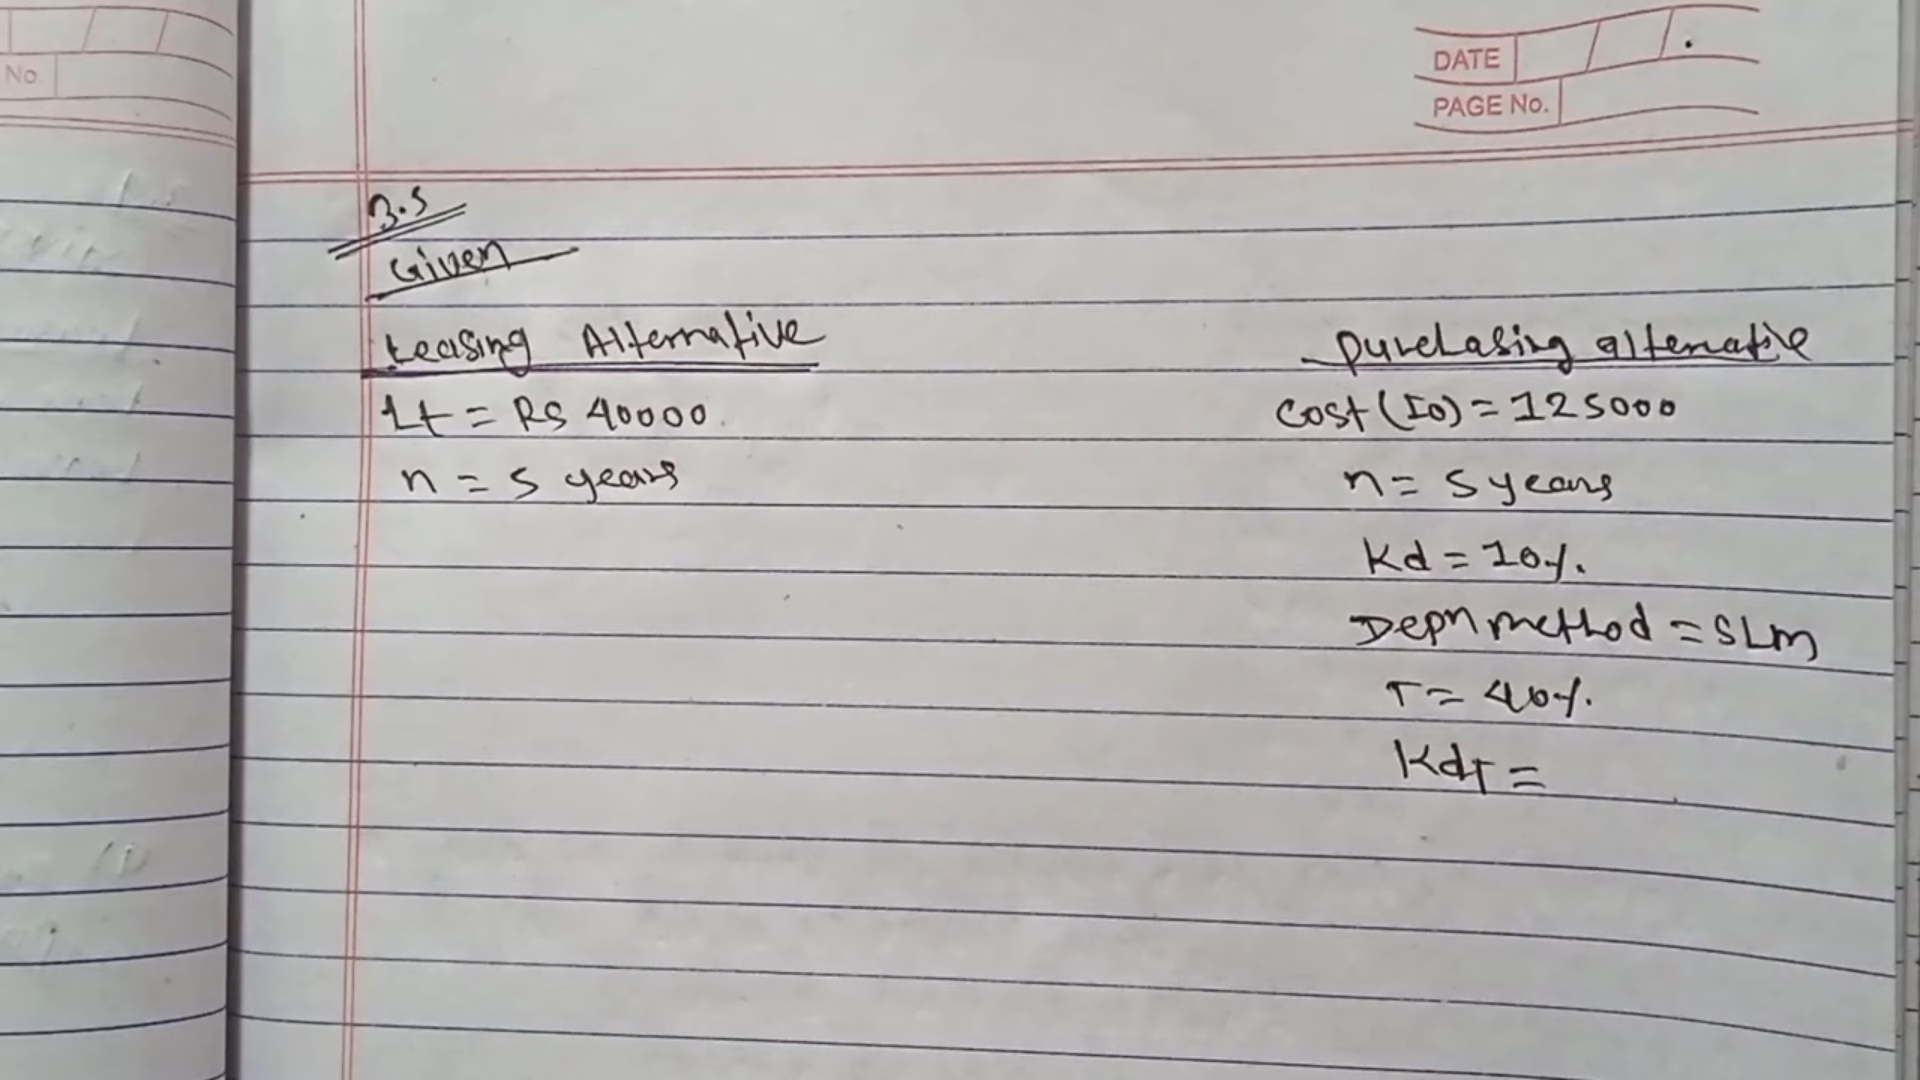 No
DATE
PAGE No.
3.5
Given
Leasing Alternative
Lt = RS 40000
n = 5 years
purchasing alternative
Cost (I0) = 125000
n = 5 years
Kd = 10%.
Depn method = SLM
T = 40%.
KdT =